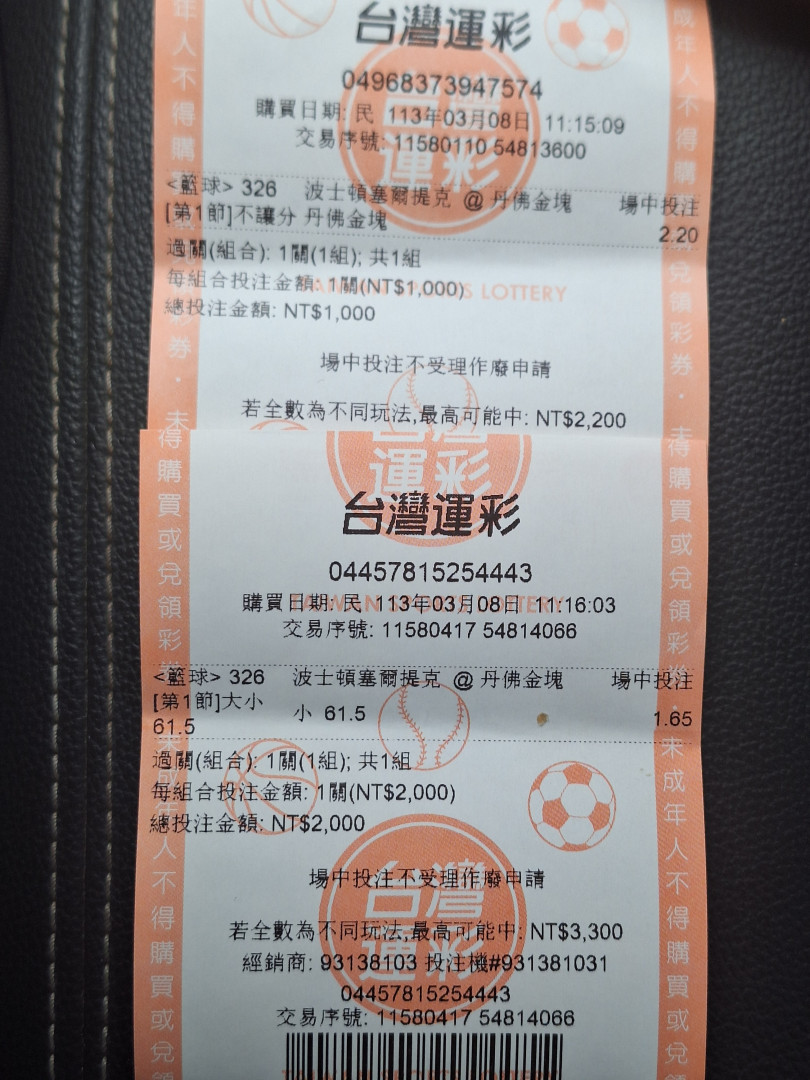 台灣運彩
04968373947574
購買日期: 民 113年03月08日 11:15:09
交易序號: 11580110 54813600
<籃球> 326 波士頓塞爾提克 @ 丹佛金塊 場中投注
[第1節]不讓分 丹佛金塊
2.20
過關(組合): 1關(1組); 共1組
每組合投注金額: 1關(NT$1,000)
總投注金額: NT$1,000
場中投注不受理作廢申請
若全數為不同玩法,最高可能中: NT$2,200
台灣運彩
04457815254443
購買日期: 民 113年03月08日 11:16:03
交易序號: 11580417 54814066
<籃球> 326 波士頓塞爾提克 @ 丹佛金塊 場中投注
[第1節]大小 小 61.5
61.5 1.65
過關(組合): 1關(1組); 共1組
每組合投注金額: 1關(NT$2,000)
總投注金額: NT$2,000
場中投注不受理作廢申請
若全數為不同玩法,最高可能中: NT$3,300
經銷商: 93138103 投注機#931381031
04457815254443
交易序號: 11580417 54814066